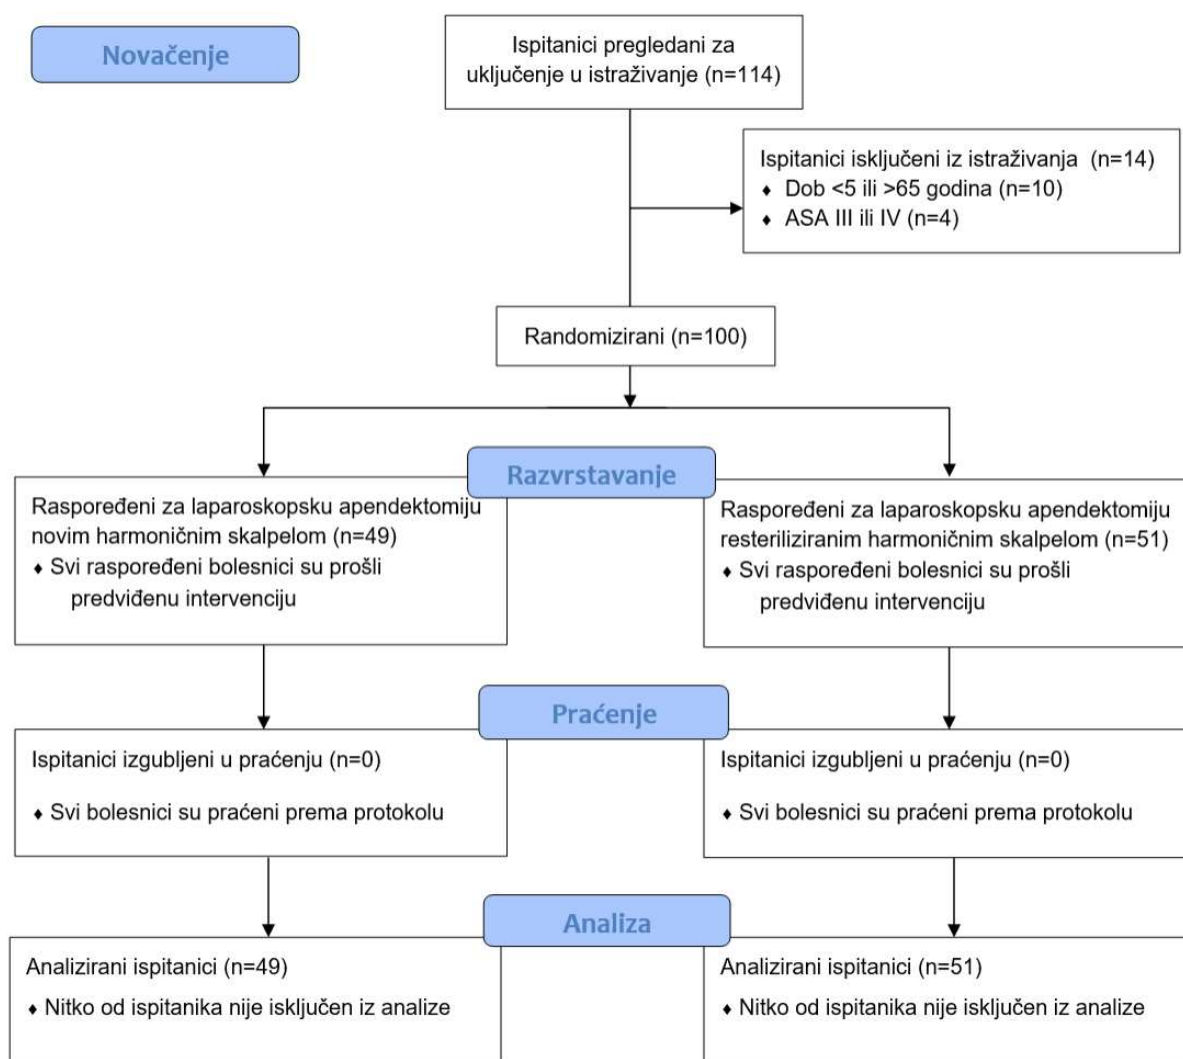 Novačenje
Ispitanici pregledani za
uključenje u istraživanje (n=114)
Ispitanici isključeni iz istraživanja (n=14)
♦ Dob <5 ili >65 godina (n=10)
♦ ASA III ili IV (n=4)
Randomizirani (n=100)
Razvrstavanje
Raspoređeni za laparoskopsku apendektomiju
novim harmoničnim skalpelom (n=49)
♦ Svi raspoređeni bolesnici su prošli
predviđenu intervenciju
Raspoređeni za laparoskopsku apendektomiju
resteriliziranim harmoničnim skalpelom (n=51)
♦ Svi raspoređeni bolesnici su prošli
predviđenu intervenciju
Praćenje
Ispitanici izgubljeni u praćenju (n=0)
♦ Svi bolesnici su praćeni prema protokolu
Ispitanici izgubljeni u praćenju (n=0)
♦ Svi bolesnici su praćeni prema protokolu
Analiza
Analizirani ispitanici (n=49)
♦ Nitko od ispitanika nije isključen iz analize
Analizirani ispitanici (n=51)
♦ Nitko od ispitanika nije isključen iz analize